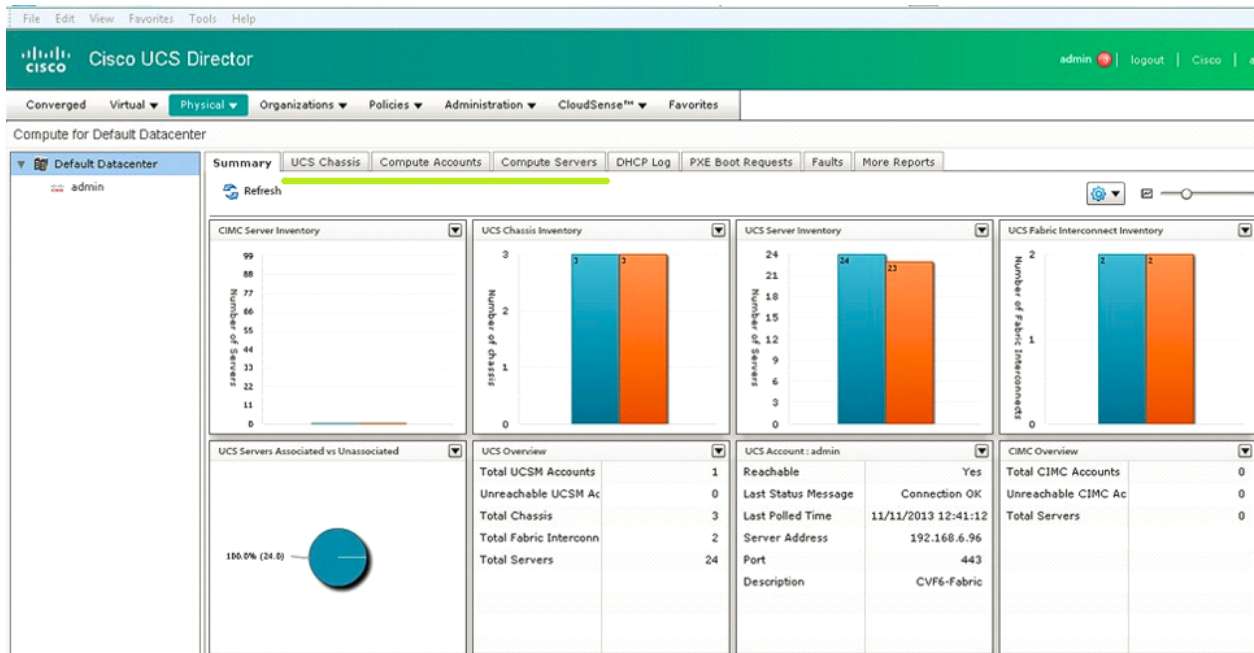 File Edit View Favorites Tools Help
CISCO Cisco UCS Director
admin | logout | Cisco |
Converged Virtual Physical Organizations Policies Administration CloudSense™ Favorites
Compute for Default Datacenter
Default Datacenter
admin
Summary UCS Chassis Compute Accounts Compute Servers DHCP Log PXE Boot Requests Faults More Reports
Refresh
CIMC Server Inventory
Number of Servers
99
88
77
66
55
44
33
22
11
0
UCS Chassis Inventory
Number of chassis
3
2
1
0
3 3
UCS Server Inventory
Number of Servers
24
21
18
15
12
9
6
3
0
24 23
UCS Fabric Interconnect Inventory
Number of Fabric Interconnects
2
1
0
2 2
UCS Servers Associated vs Unassociated
100.0% (24.0)
UCS Overview
Total UCSM Accounts 1
Unreachable UCSM Ac 0
Total Chassis 3
Total Fabric Interconn 2
Total Servers 24
UCS Account : admin
Reachable Yes
Last Status Message Connection OK
Last Polled Time 11/11/2013 12:41:12
Server Address 192.168.6.96
Port 443
Description CVF6-Fabric
CIMC Overview
Total CIMC Accounts 0
Unreachable CIMC Ac 0
Total Servers 0